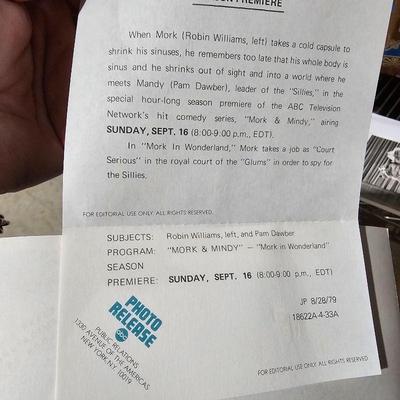 PREMIERE
When Mork (Robin Williams, left) takes a cold capsule to
shrink his sinuses, he remembers too late that his whole body is
sinus and he shrinks out of sight and into a world where he
meets Mandy (Pam Dawber), leader of the "Sillies," in the
special hour-long season premiere of the ABC Television
Network's hit comedy series, "Mork & Mindy," airing
SUNDAY, SEPT. 16 (8:00-9:00 p.m., EDT).
In "Mork In Wonderland," Mork takes a job as "Court
Serious" in the royal court of the "Glums" in order to spy for
the Sillies.
FOR EDITORIAL USE ONLY. ALL RIGHTS RESERVED.
SUBJECTS: Robin Williams, left, and Pam Dawber
PROGRAM: "MORK & MINDY" – "Mork in Wonderland"
SEASON
PREMIERE: SUNDAY, SEPT. 16 (8:00-9:00 p.m., EDT)
JP 8/28/79
18622A-4-33A
PHOTO
RELEASE
abc
PUBLIC RELATIONS
1330 AVENUE OF THE AMERICAS
NEW YORK N.Y. 10019
FOR EDITORIAL USE ONLY. ALL RIGHTS RESERVED.